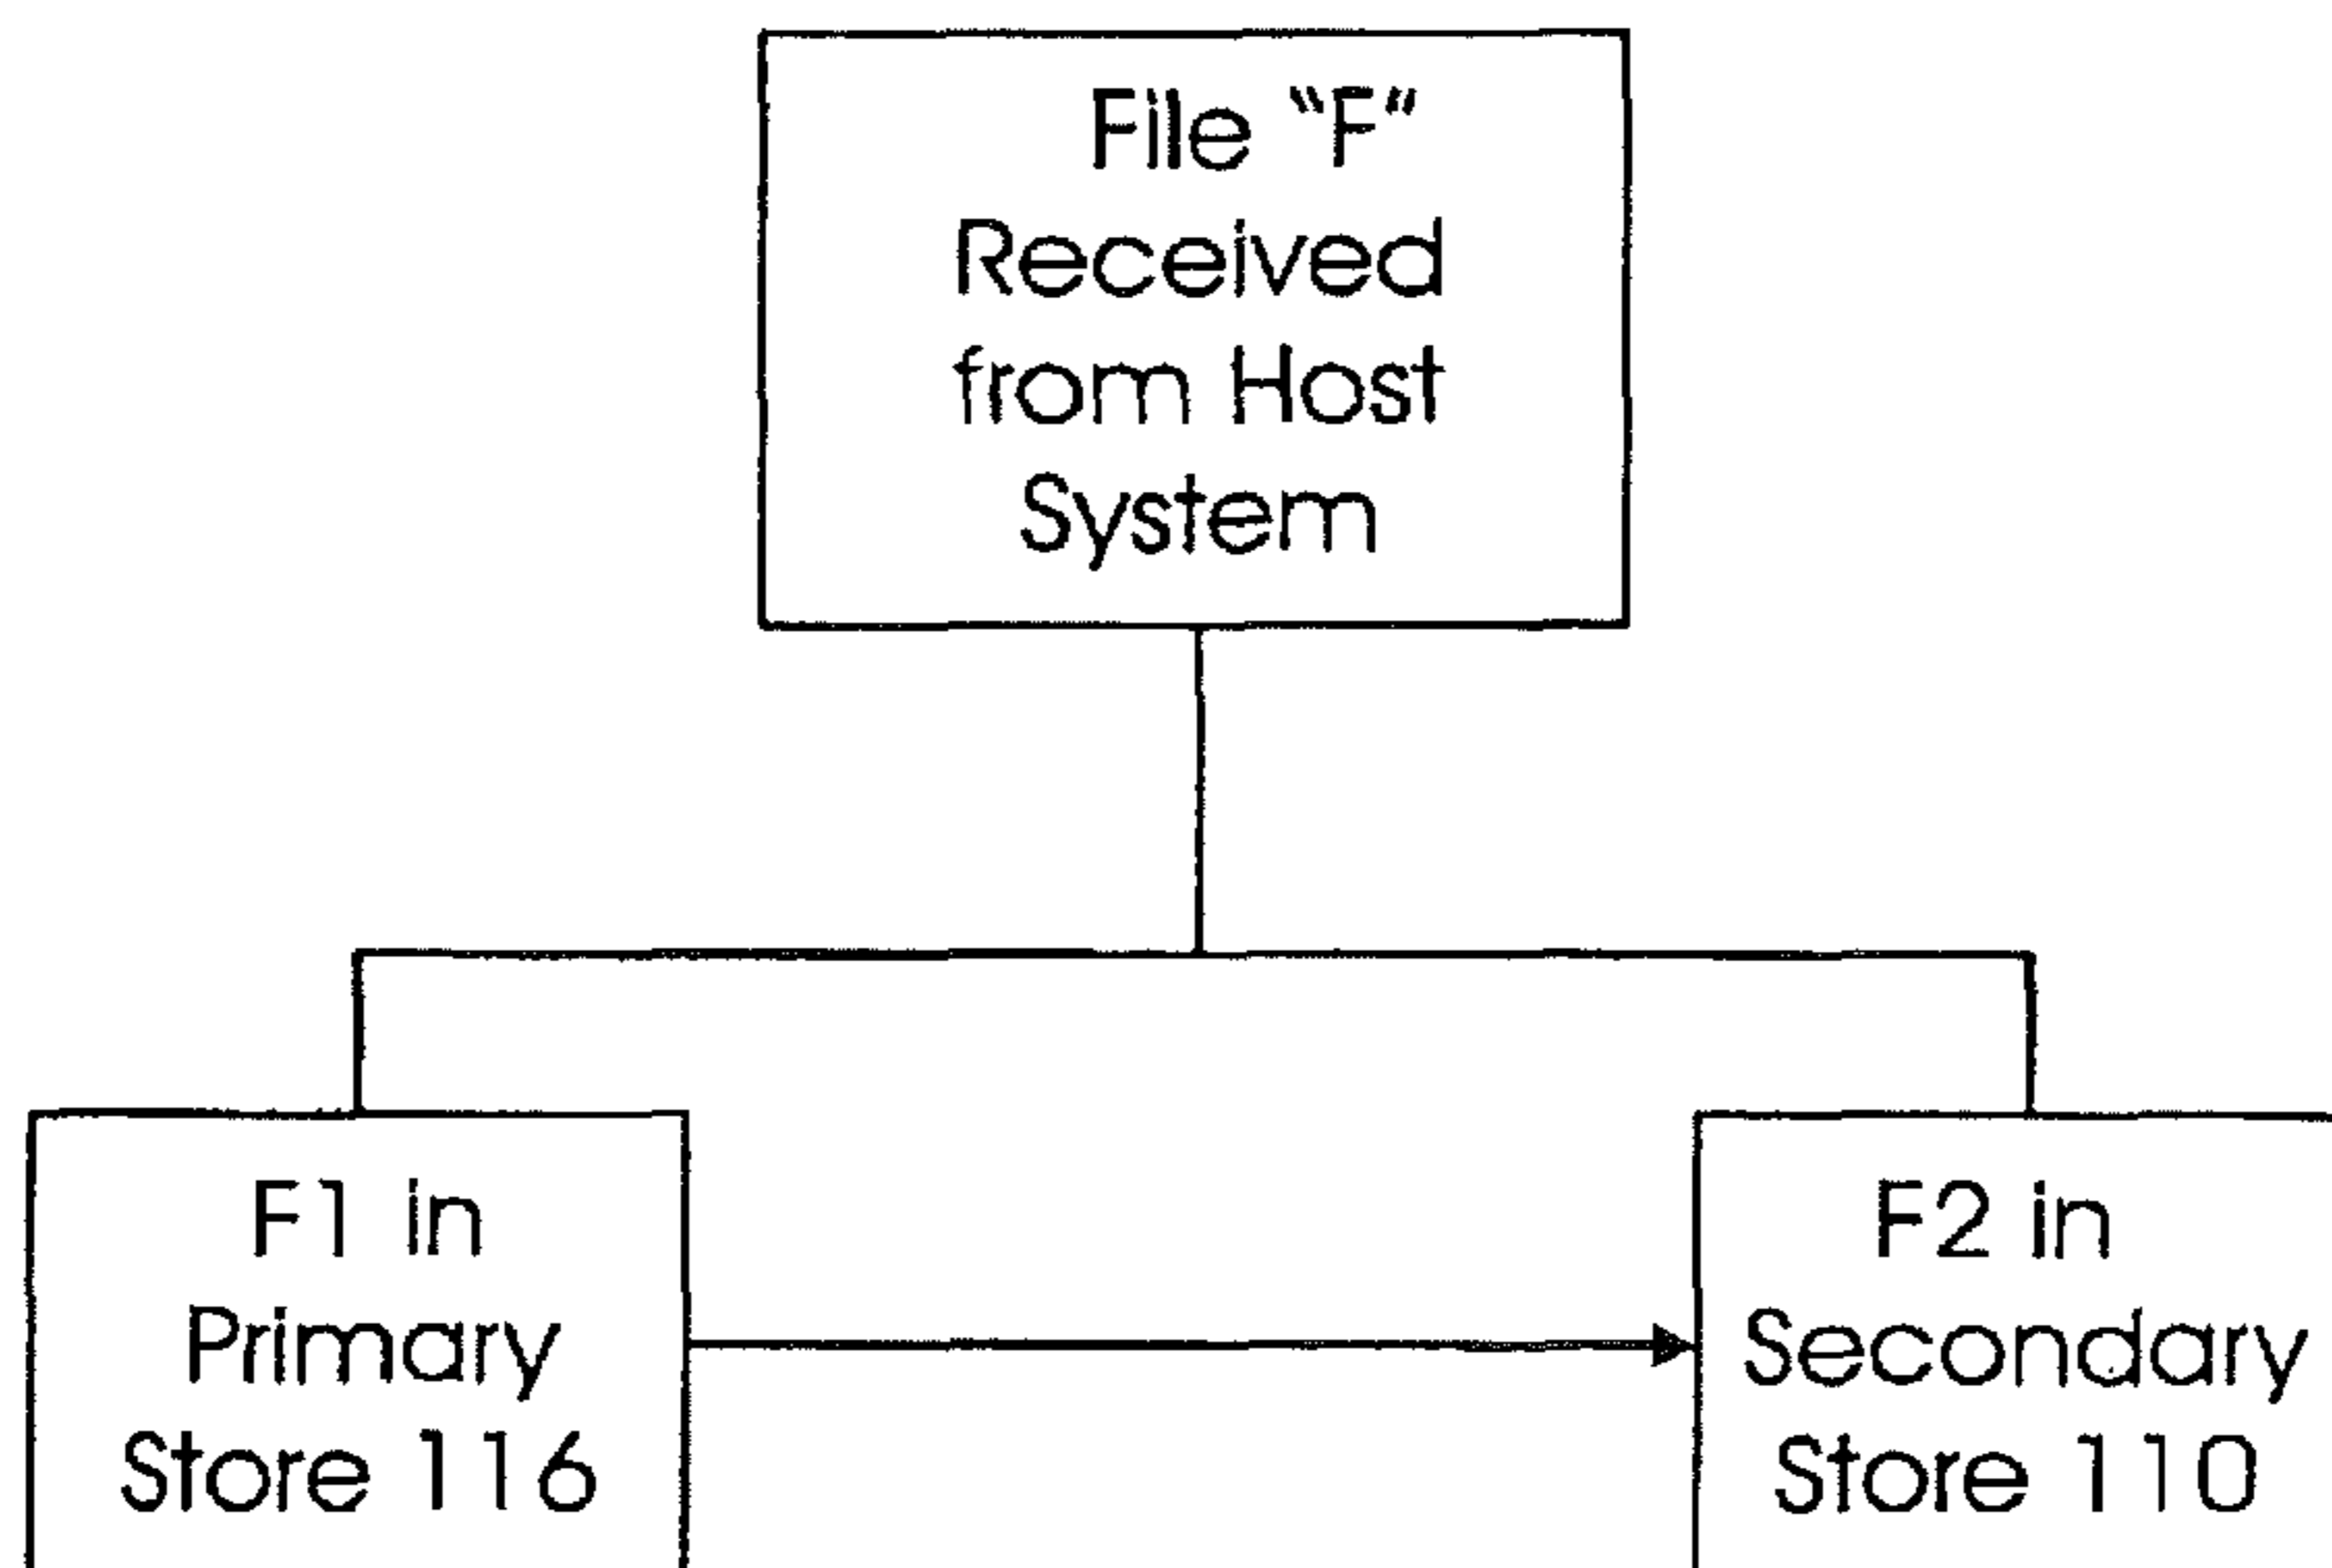 File “F”
Received
from Host
System
F1 in
Primary
Store 116
F2 in
Secondary
Store 110